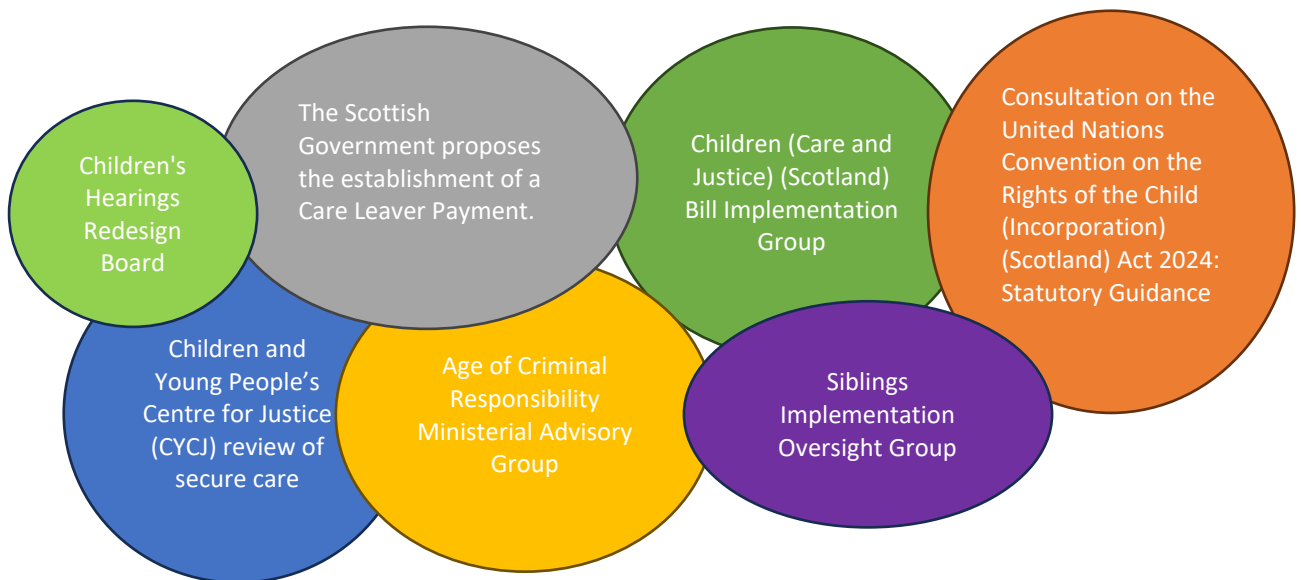 Children's
Hearings
Redesign
Board
The Scottish
Government proposes
the establishment of a
Care Leaver Payment.
Children (Care and
Justice) (Scotland)
Bill Implementation
Group
Consultation on the
United Nations
Convention on the
Rights of the Child
(Incorporation)
(Scotland) Act 2024:
Statutory Guidance
Children and
Young People’s
Centre for Justice
(CYCJ) review of
secure care
Age of Criminal
Responsibility
Ministerial Advisory
Group
Siblings
Implementation
Oversight Group